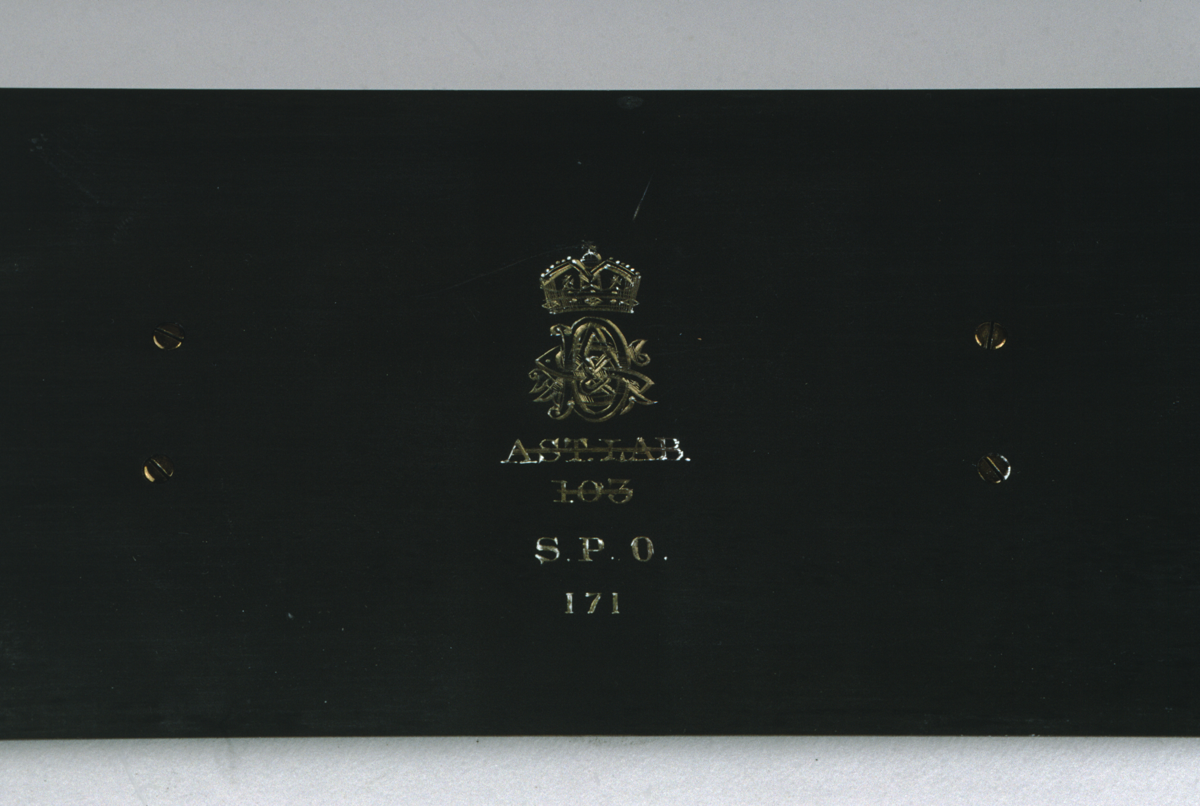 AST. LAB.
103
S. P. O.
171